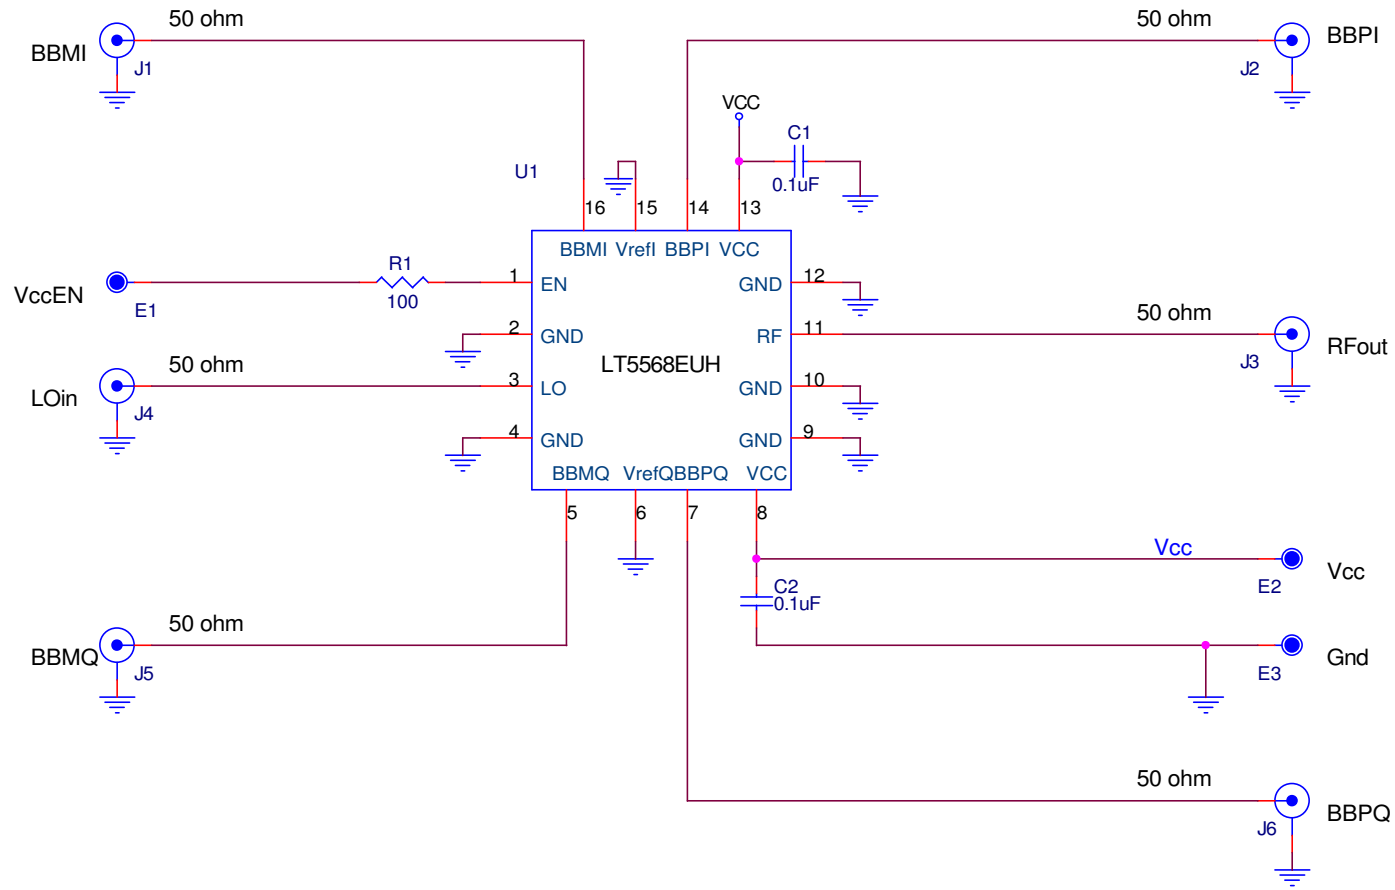 50 ohm
50 ohm
BBMI
BBPI
J1
J2
VCC
C1
0.1uF
U1
16
15
14
13
BBMI VrefI BBPI VCC
R1
100
VccEN
E1
1
EN
GND
12
50 ohm
2
GND
RF
11
RFout
J3
LT5568EUH
50 ohm
LOin
J4
3
LO
GND
10
4
GND
GND
9
BBMQ VrefQBBPQ VCC
5
6
7
8
Vcc
E2
Vcc
C2
0.1uF
50 ohm
BBMQ
J5
E3
Gnd
50 ohm
BBPQ
J6